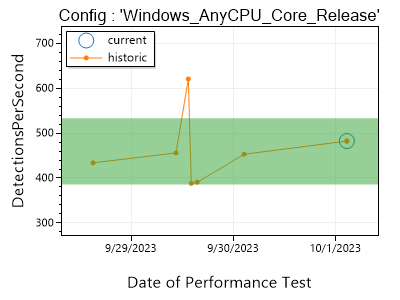 Config : 'Windows_AnyCPU_Core_Release'
current
historic
DetectionsPerSecond
700
600
500
400
300
9/29/2023
9/30/2023
10/1/2023
Date of Performance Test